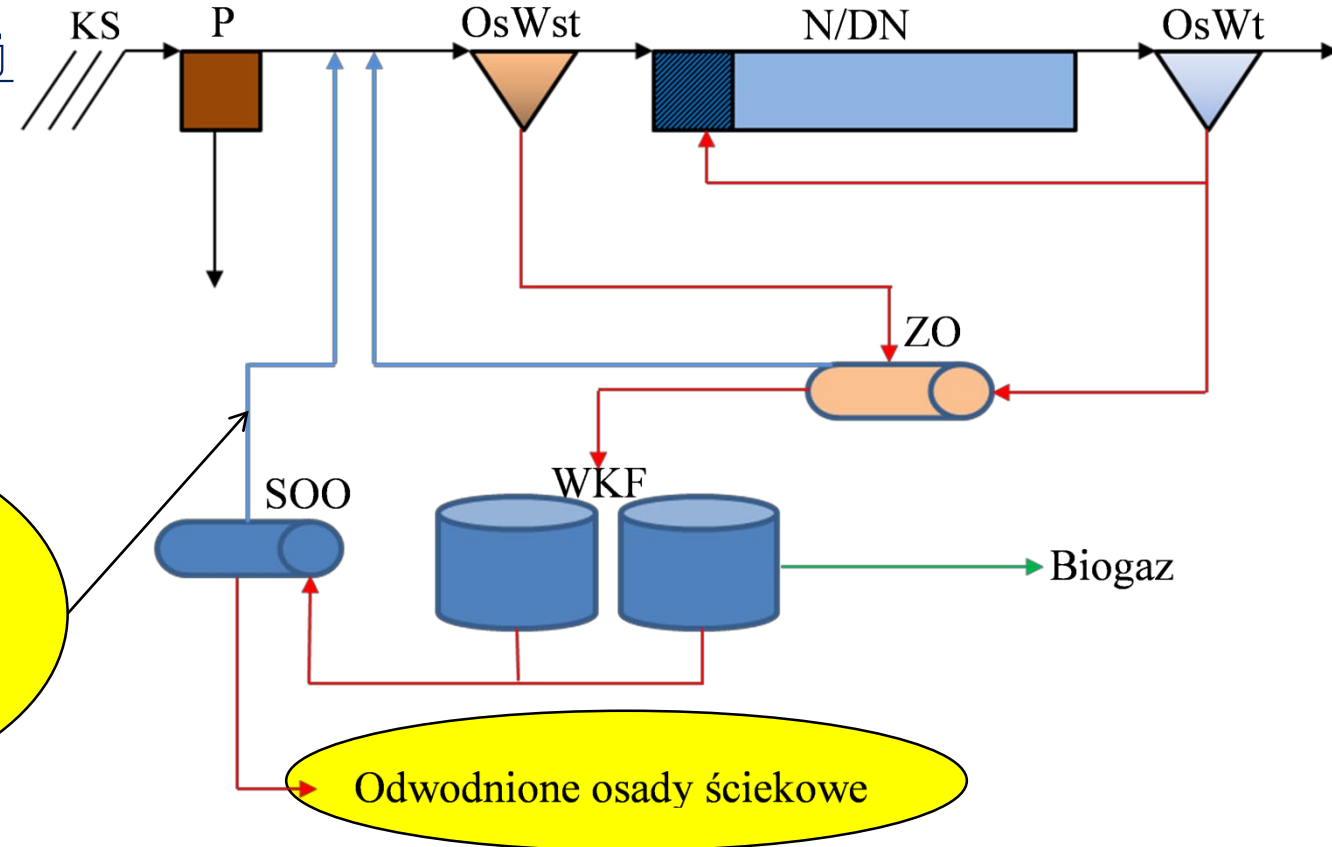 KS
P
OsWst
N/DN
OsWt
ZO
WKF
SOO
Biogaz
Odwodnione osady ściekowe